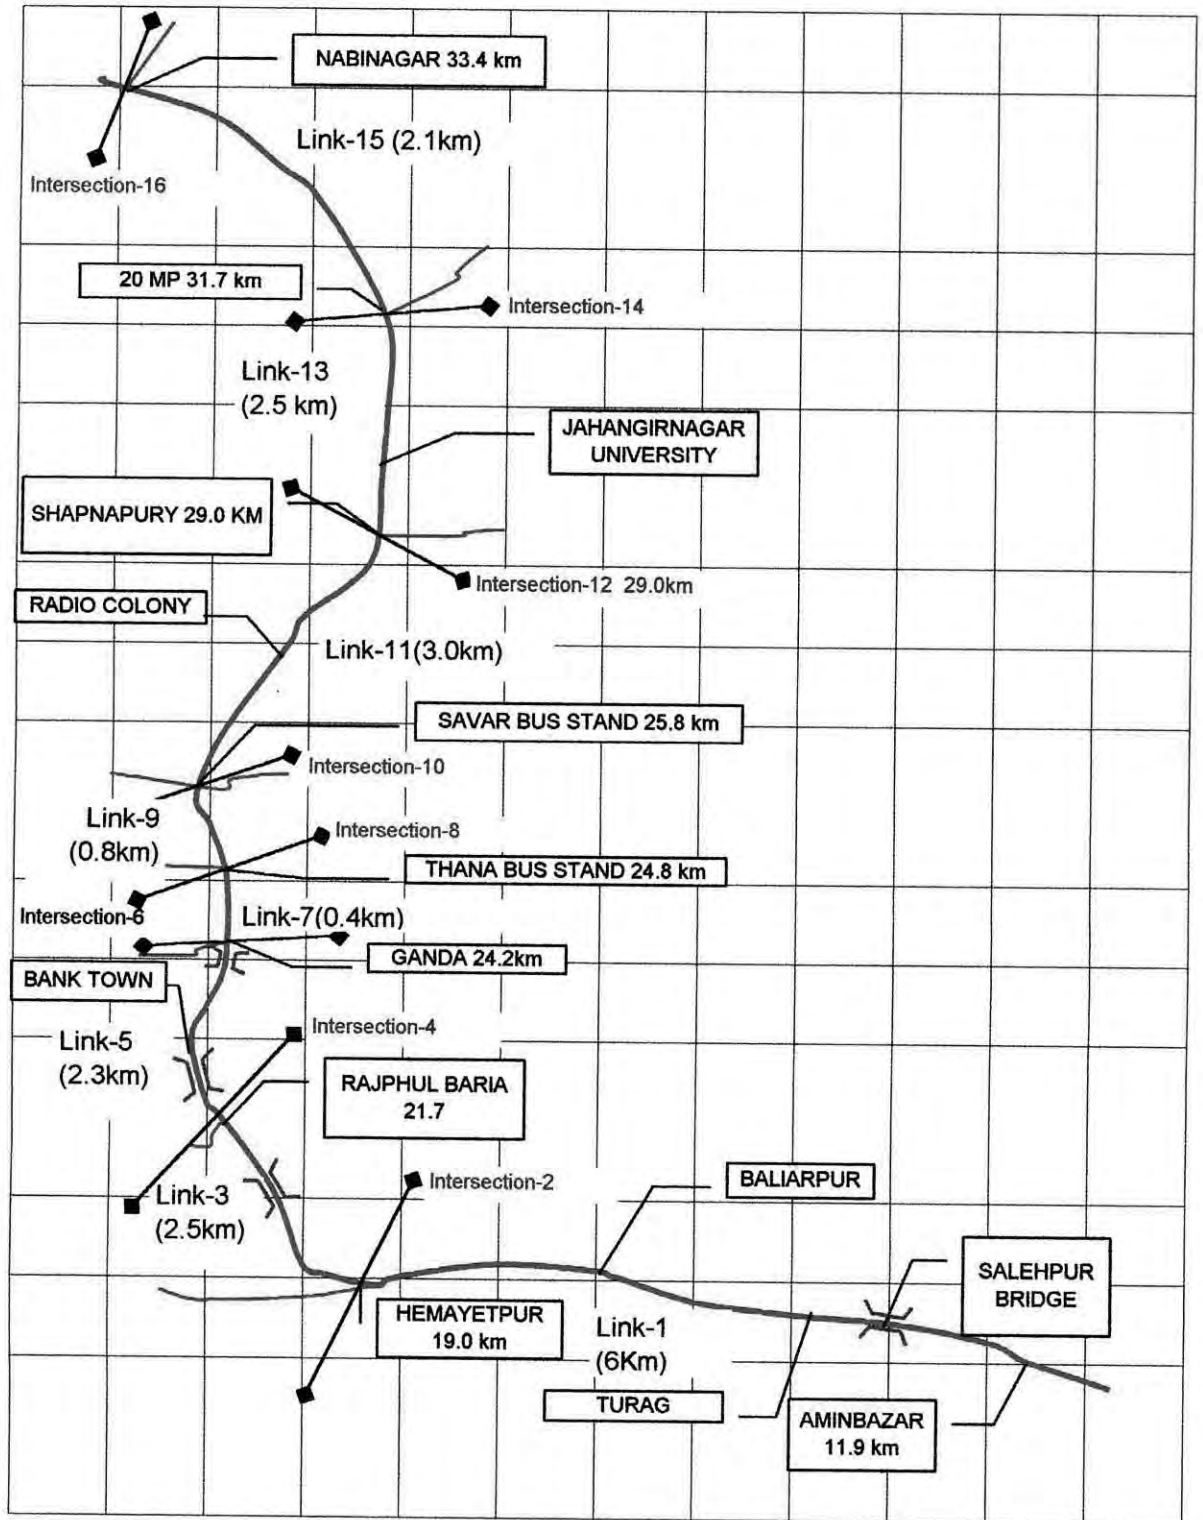 NABINAGAR 33.4 km
Link-15 (2.1km)
Intersection-16
20 MP 31.7 km
Intersection-14
Link-13
(2.5 km)
JAHANGIRNAGAR
UNIVERSITY
SHAPNAPURY 29.0 KM
Intersection-12 29.0km
RADIO COLONY
Link-11(3.0km)
SAVAR BUS STAND 25.8 km
Intersection-10
Link-9
(0.8km)
Intersection-8
THANA BUS STAND 24.8 km
Intersection-6
Link-7(0.4km)
GANDA 24.2km
BANK TOWN
Intersection-4
Link-5
(2.3km)
RAJPHUL BARIA
21.7
Intersection-2
BALIARPUR
Link-3
(2.5km)
SALEHPUR
BRIDGE
HEMAYETPUR
19.0 km
Link-1
(6Km)
TURAG
AMINBAZAR
11.9 km